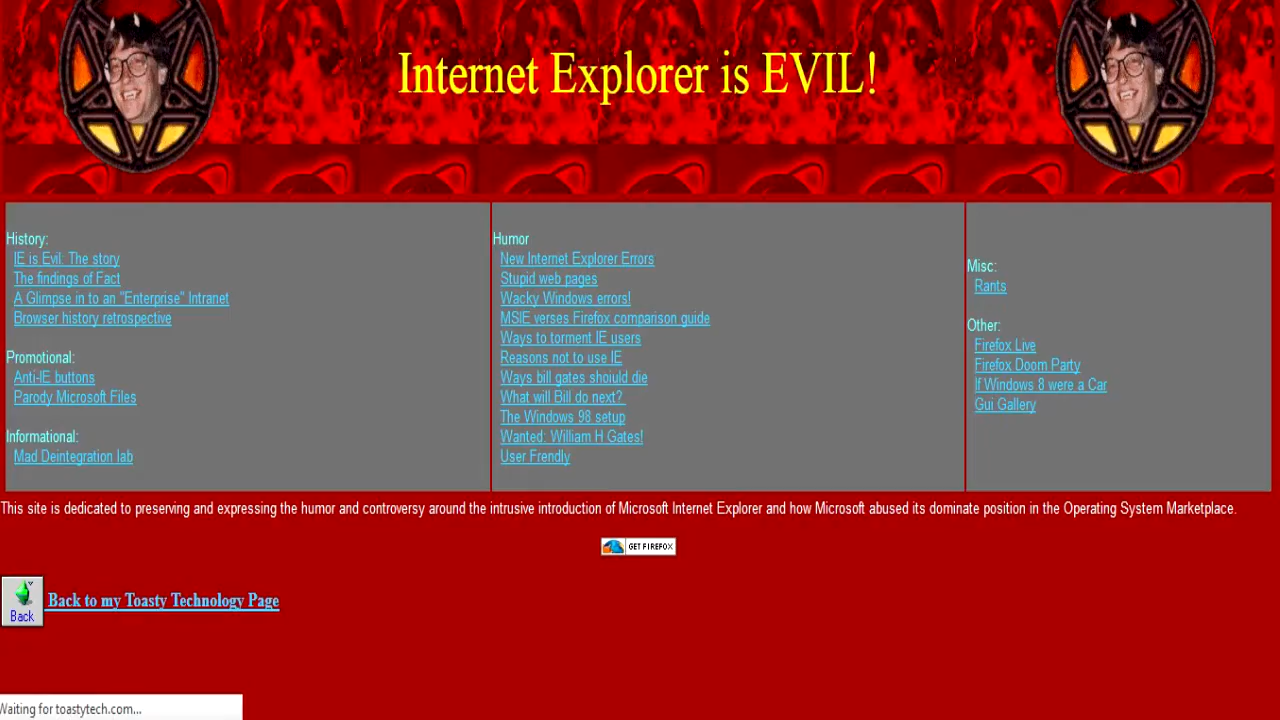 Internet Explorer is EVIL!
History:
IE is Evil: The story
The findings of Fact
A Glimpse in to an "Enterprise" Intranet
Browser history retrospective
Promotional:
Anti-IE buttons
Parody Microsoft Files
Informational:
Mad Deintegration lab
Humor
New Internet Explorer Errors
Stupid web pages
Wacky Windows errors!
MSIE verses Firefox comparison guide
Ways to torment IE users
Reasons not to use IE
Ways bill gates shoiuld die
What will Bill do next?
The Windows 98 setup
Wanted: William H Gates!
User Frendly
Misc:
Rants
Other:
Firefox Live
Firefox Doom Party
If Windows 8 were a Car
Gui Gallery
This site is dedicated to preserving and expressing the humor and controversy around the intrusive introduction of Microsoft Internet Explorer and how Microsoft abused its dominate position in the Operating System Marketplace.
GET FIREFOX
Back
Back to my Toasty Technology Page
Waiting for toastytech.com...